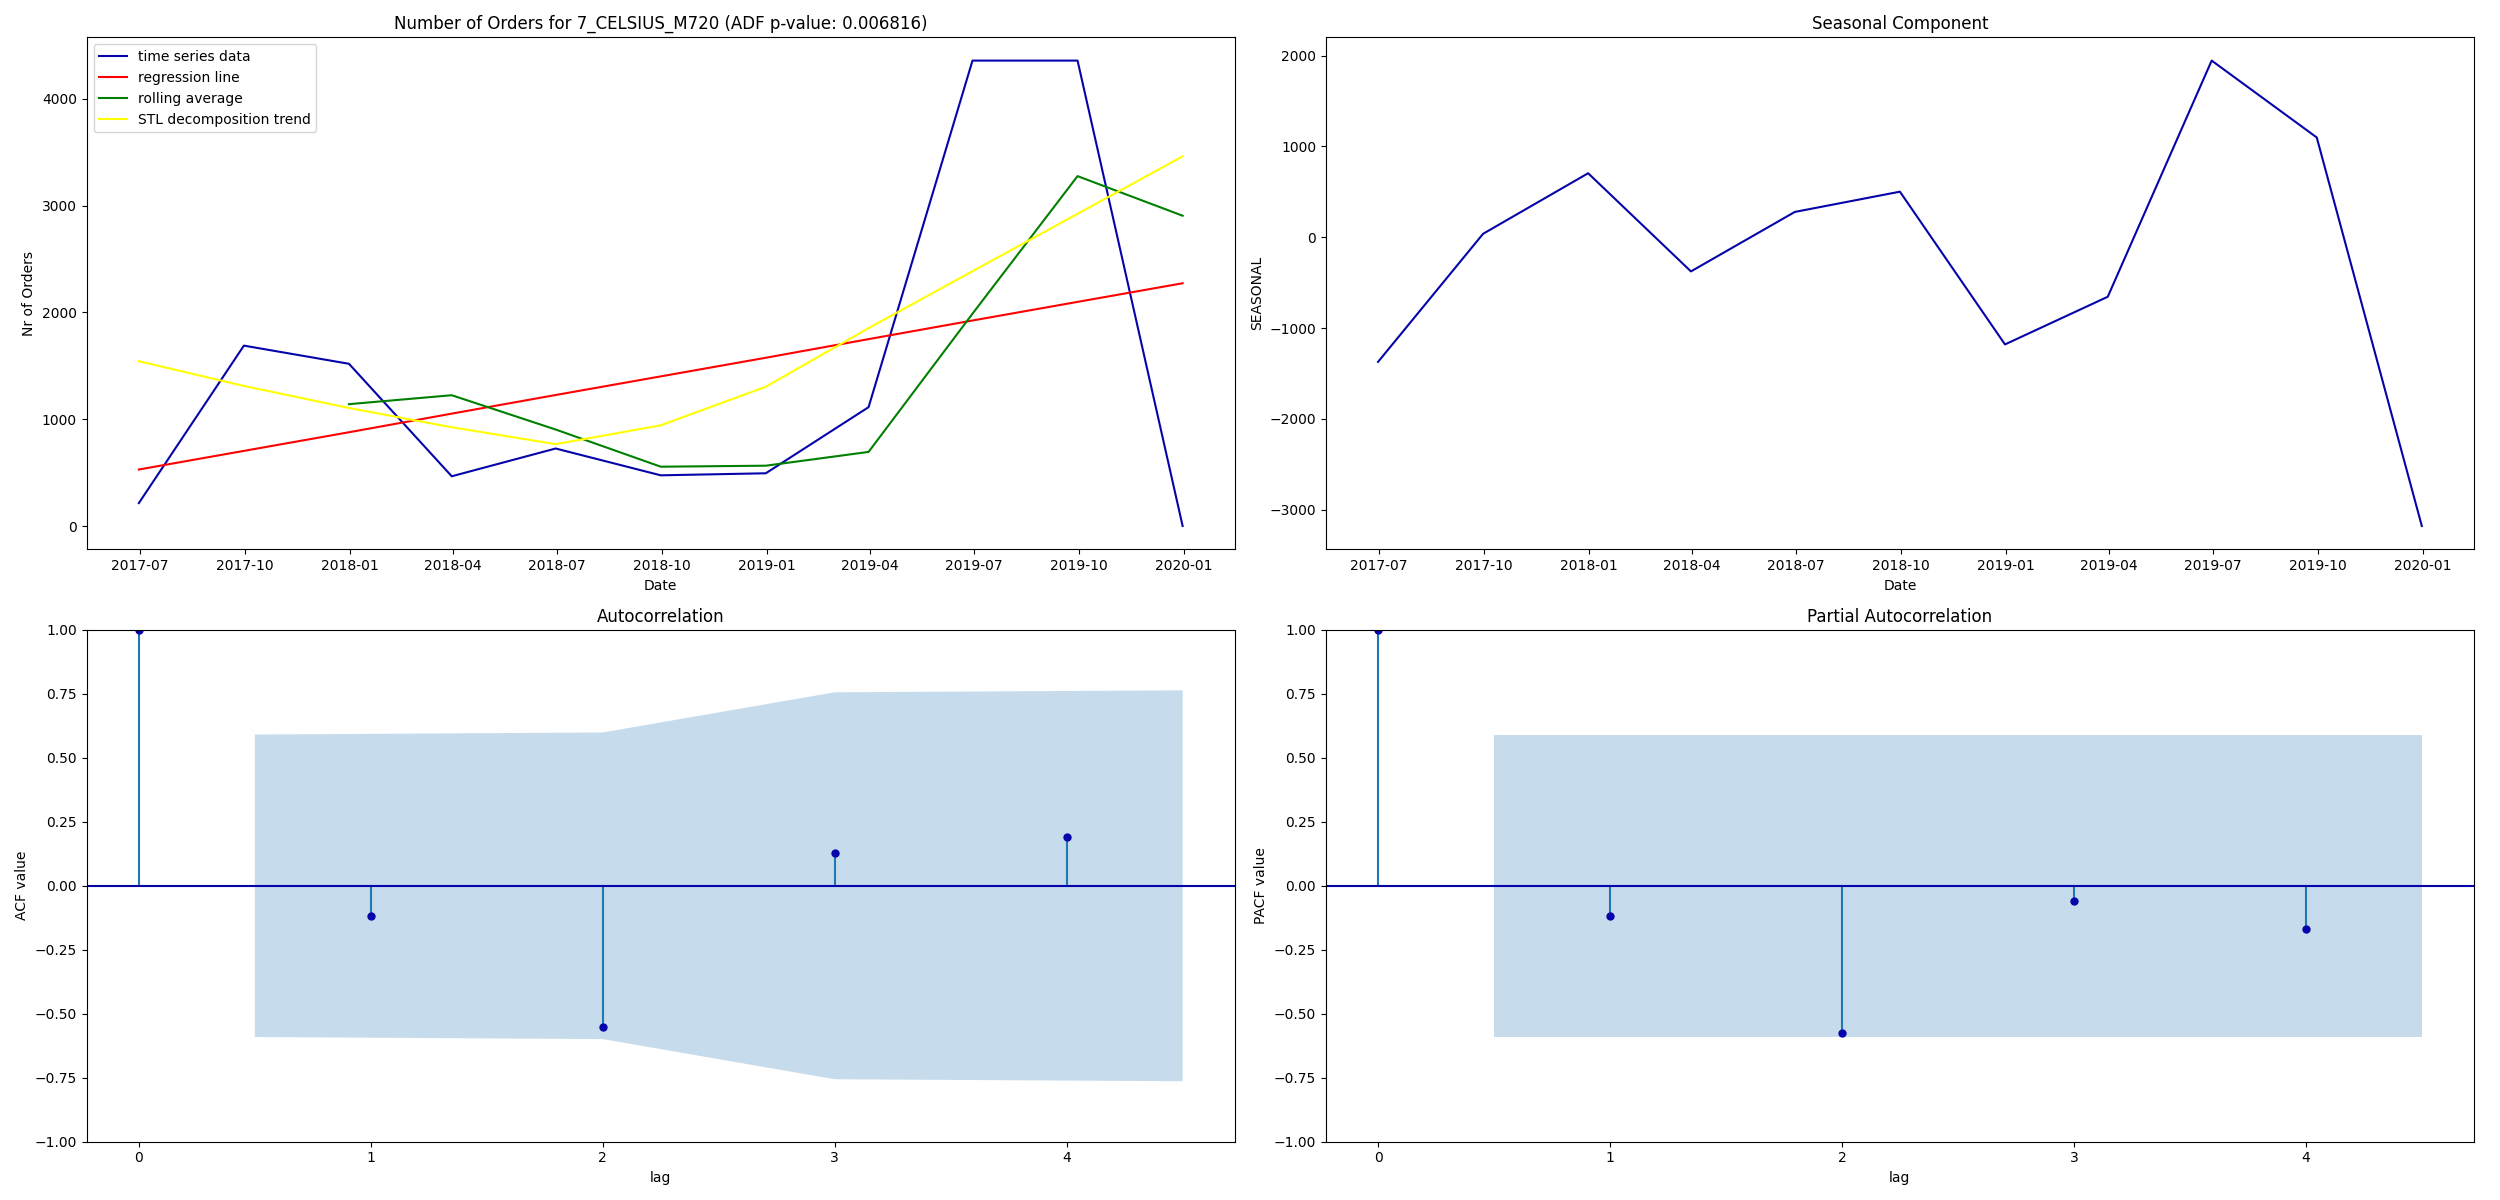 Number of Orders for 7_CELSIUS_M720 (ADF p-value: 0.006816)
time series data
regression line
rolling average
STL decomposition trend
Nr of Orders
4000
3000
2000
1000
0
2017-07 2017-10 2018-01 2018-04 2018-07 2018-10 2019-01 2019-04 2019-07 2019-10 2020-01
Date
Seasonal Component
SEASONAL
2000
1000
0
−1000
−2000
−3000
2017-07 2017-10 2018-01 2018-04 2018-07 2018-10 2019-01 2019-04 2019-07 2019-10 2020-01
Date
Autocorrelation
ACF value
1.00
0.75
0.50
0.25
0.00
−0.25
−0.50
−0.75
−1.00
0 1 2 3 4
lag
Partial Autocorrelation
PACF value
1.00
0.75
0.50
0.25
0.00
−0.25
−0.50
−0.75
−1.00
0 1 2 3 4
lag